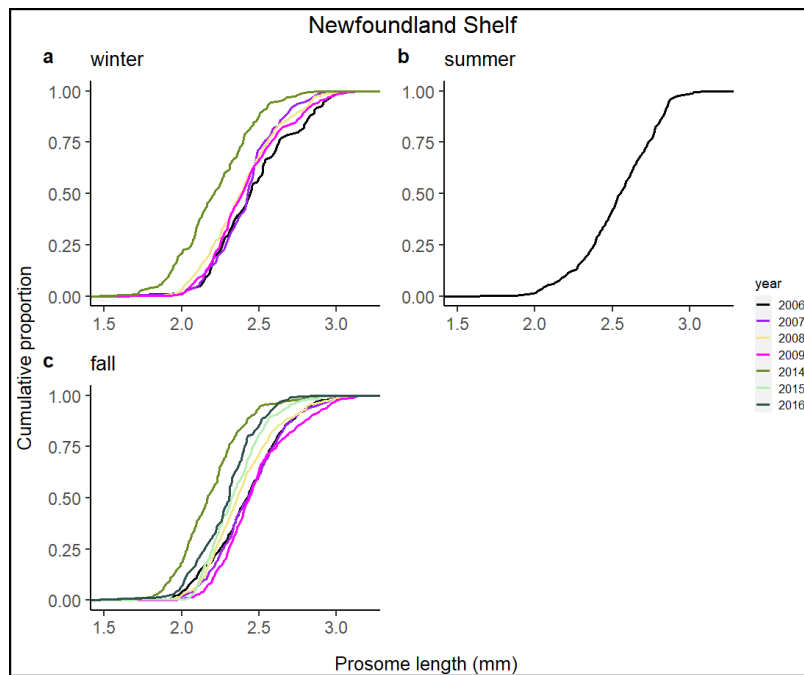 Newfoundland Shelf
a
winter
1.00
0.75
0.50
0.25
0.00
1.5 2.0 2.5 3.0
b
summer
1.00
0.75
0.50
0.25
0.00
1.5 2.0 2.5 3.0
c
fall
1.00
0.75
0.50
0.25
0.00
1.5 2.0 2.5 3.0
Cumulative proportion
Prosome length (mm)
year
2006
2007
2008
2009
2014
2015
2016